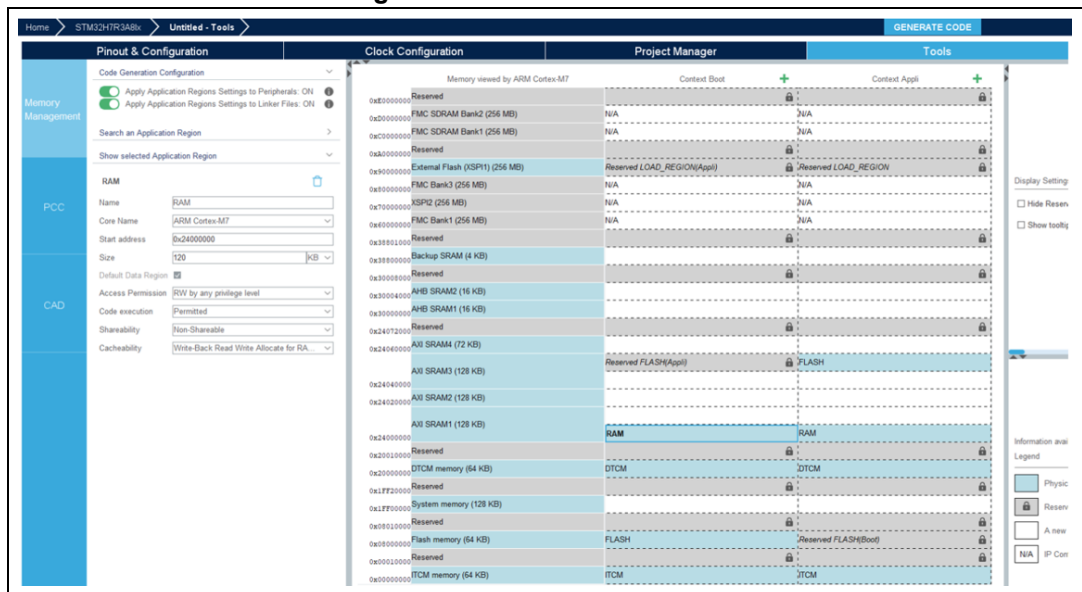 Home STM32H7R3A8Ix Untitled - Tools GENERATE CODE
Pinout & Configuration Clock Configuration Project Manager Tools
Memory Management
PCC
CAD
Code Generation Configuration
Apply Application Regions Settings to Peripherals: ON
Apply Application Regions Settings to Linker Files: ON
Search an Application Region
Show selected Application Region
RAM
Name RAM
Core Name ARM Cortex-M7
Start address 0x24000000
Size 120 KB
Default Data Region
Access Permission RW by any privilege level
Code execution Permitted
Shareability Non-Shareable
Cacheability Write-Back Read Write Allocate for RA...
Memory viewed by ARM Cortex-M7 Context Boot + Context Appli +
Reserved
0xE0000000
FMC SDRAM Bank2 (256 MB) N/A N/A
0xD0000000
FMC SDRAM Bank1 (256 MB) N/A N/A
0xC0000000
Reserved
0xA0000000
External Flash (XSPI1) (256 MB) Reserved LOAD_REGION(Appli) Reserved LOAD_REGION
0x90000000
FMC Bank3 (256 MB) N/A N/A
0x80000000
XSPI2 (256 MB) N/A N/A
0x70000000
FMC Bank1 (256 MB) N/A N/A
0x60000000
Reserved
0x38801000
Backup SRAM (4 KB)
0x38800000
Reserved
0x30008000
AHB SRAM2 (16 KB)
0x30004000
AHB SRAM1 (16 KB)
0x30000000
Reserved
0x24072000
AXI SRAM4 (72 KB)
0x24060000
AXI SRAM3 (128 KB) Reserved FLASH(Appli) FLASH
0x24040000
AXI SRAM2 (128 KB)
0x24020000
AXI SRAM1 (128 KB) RAM RAM
0x24000000
Reserved
0x20010000
DTCM memory (64 KB) DTCM DTCM
0x20000000
Reserved
0x1FF20000
System memory (128 KB)
0x1FF00000
Reserved
0x08010000
Flash memory (64 KB) FLASH Reserved FLASH(Boot)
0x08000000
Reserved
0x00010000
ITCM memory (64 KB) ITCM ITCM
0x00000000
Display Setting
Hide Reser
Show tooltip
Information avai
Legend
Physic
Reserv
A new
N/A IP Con